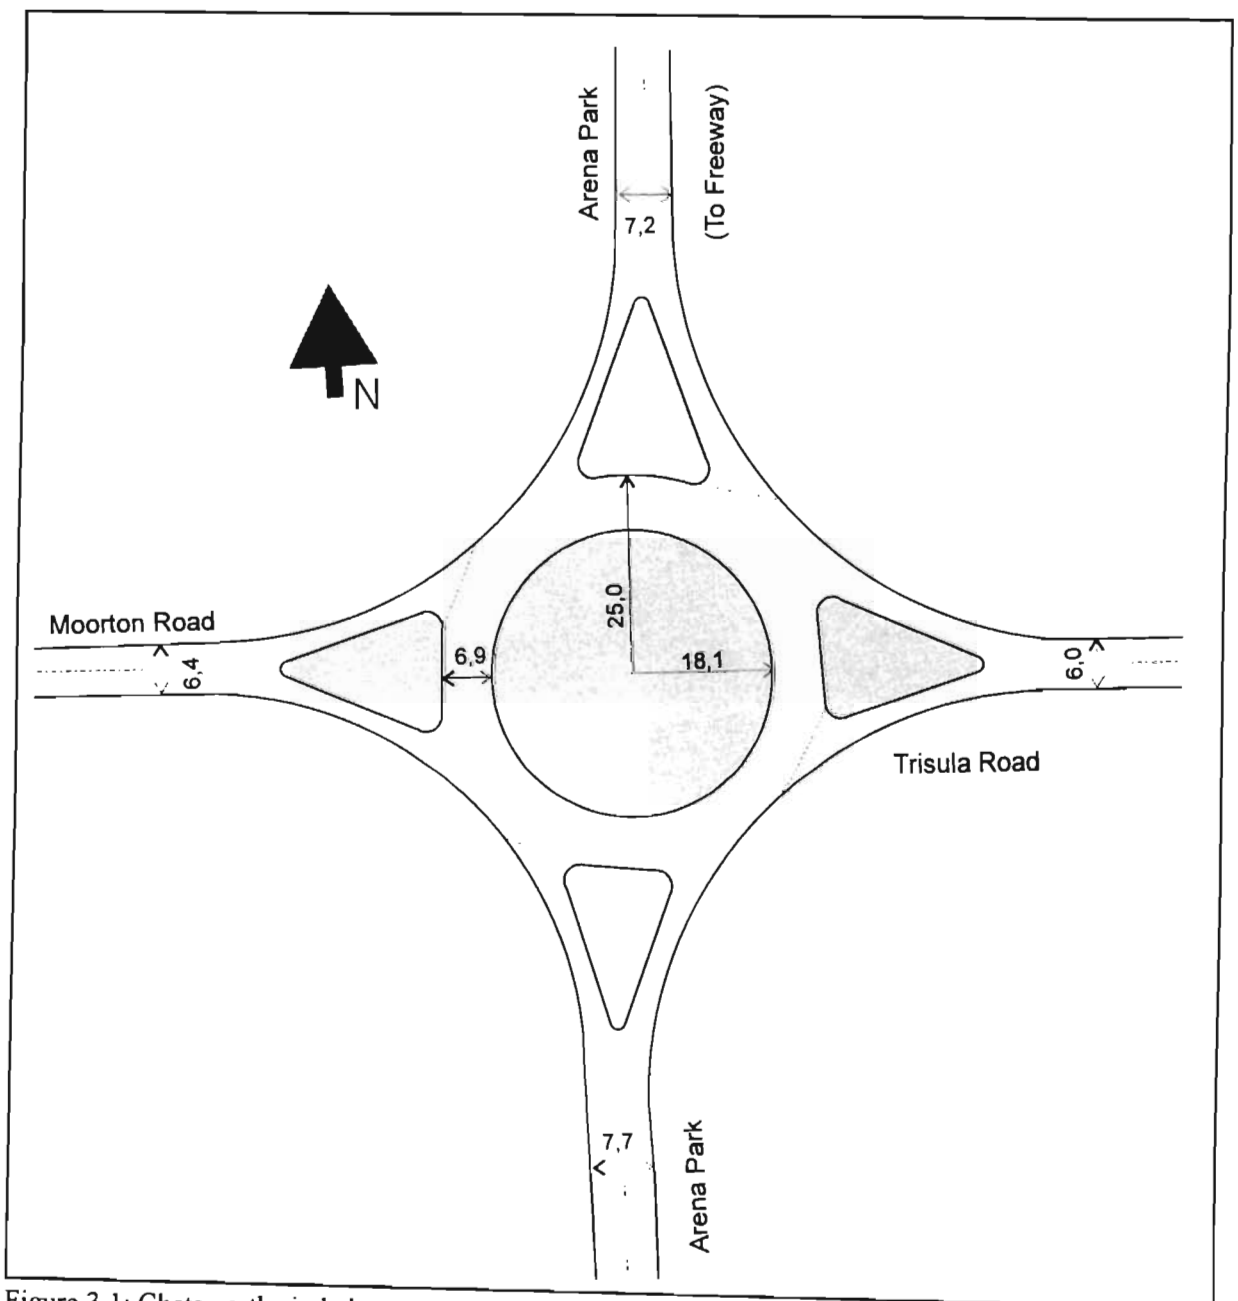 Arena Park
(To Freeway)
7,2
N
Moorton Road
6,4
6,9
25,0
18,1
6,0
Trisula Road
7,7
Arena Park